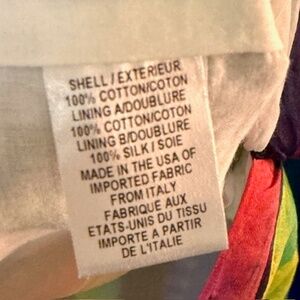 SHELL / EXTERIEUR
100% COTTON/COTON
LINING A/DOUBLURE
100% COTTON/COTON
LINING B/DOUBLURE
100% SILK / SOIE
MADE IN THE USA OF
IMPORTED FABRIC
FROM ITALY
FABRIQUE AUX
ETATS-UNIS DU TISSU
IMPORTE A PARTIR
DE L'ITALIE